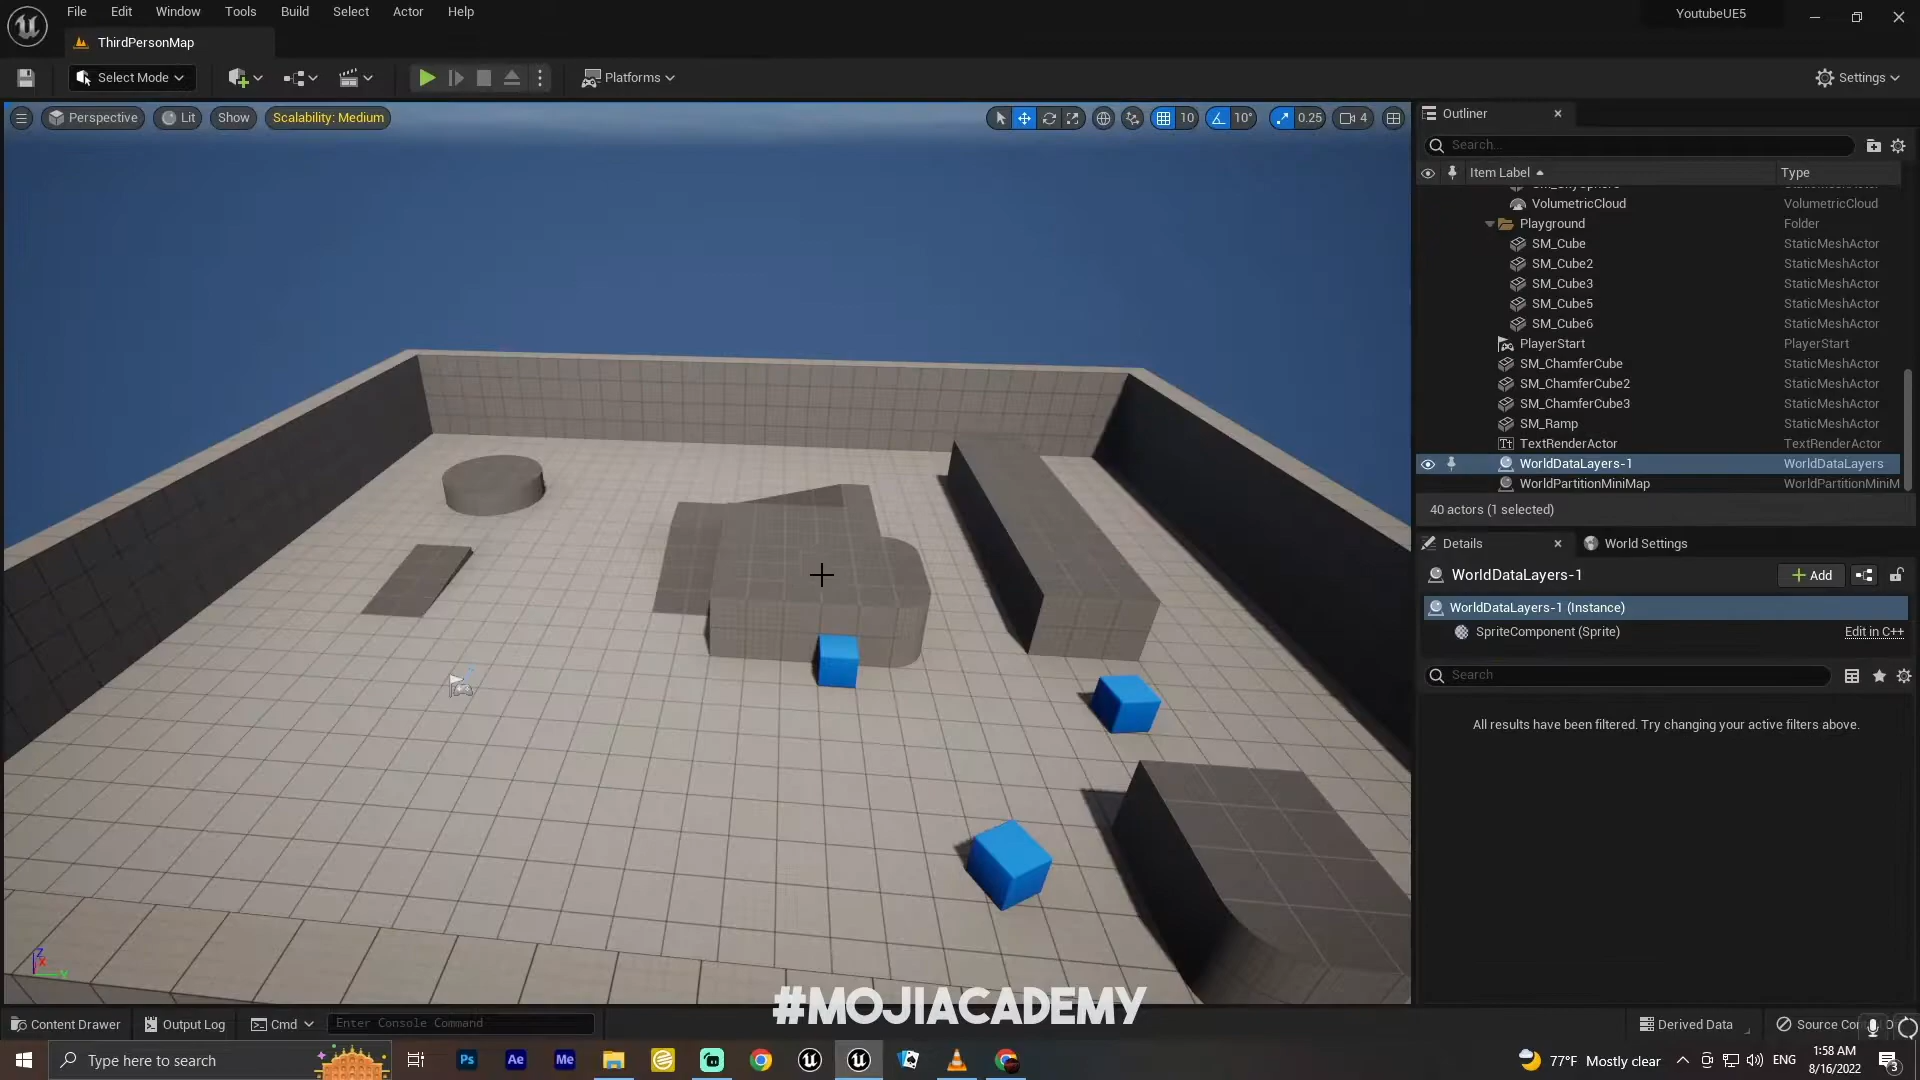 File Edit Window Tools Build Select Actor Help
YoutubeUE5
ThirdPersonMap
Select Mode
Platforms
Settings
Perspective Lit Show Scalability: Medium
10 10° 0.25 4
Outliner
Search...
Item Label Type
VolumetricCloud VolumetricCloud
Playground Folder
SM_Cube StaticMeshActor
SM_Cube2 StaticMeshActor
SM_Cube3 StaticMeshActor
SM_Cube5 StaticMeshActor
SM_Cube6 StaticMeshActor
PlayerStart PlayerStart
SM_ChamferCube StaticMeshActor
SM_ChamferCube2 StaticMeshActor
SM_ChamferCube3 StaticMeshActor
SM_Ramp StaticMeshActor
TextRenderActor TextRenderActor
WorldDataLayers-1 WorldDataLayers
WorldPartitionMiniMap WorldPartitionMiniM
40 actors (1 selected)
Details World Settings
WorldDataLayers-1 + Add
WorldDataLayers-1 (Instance)
SpriteComponent (Sprite) Edit in C++
Search
All results have been filtered. Try changing your active filters above.
Z
X
Y
#MOJIACADEMY
Content Drawer Output Log Cmd Enter Console Command
Derived Data Source Co
Type here to search
Ps Ae Me
77°F Mostly clear ENG
1:58 AM
8/16/2022
3